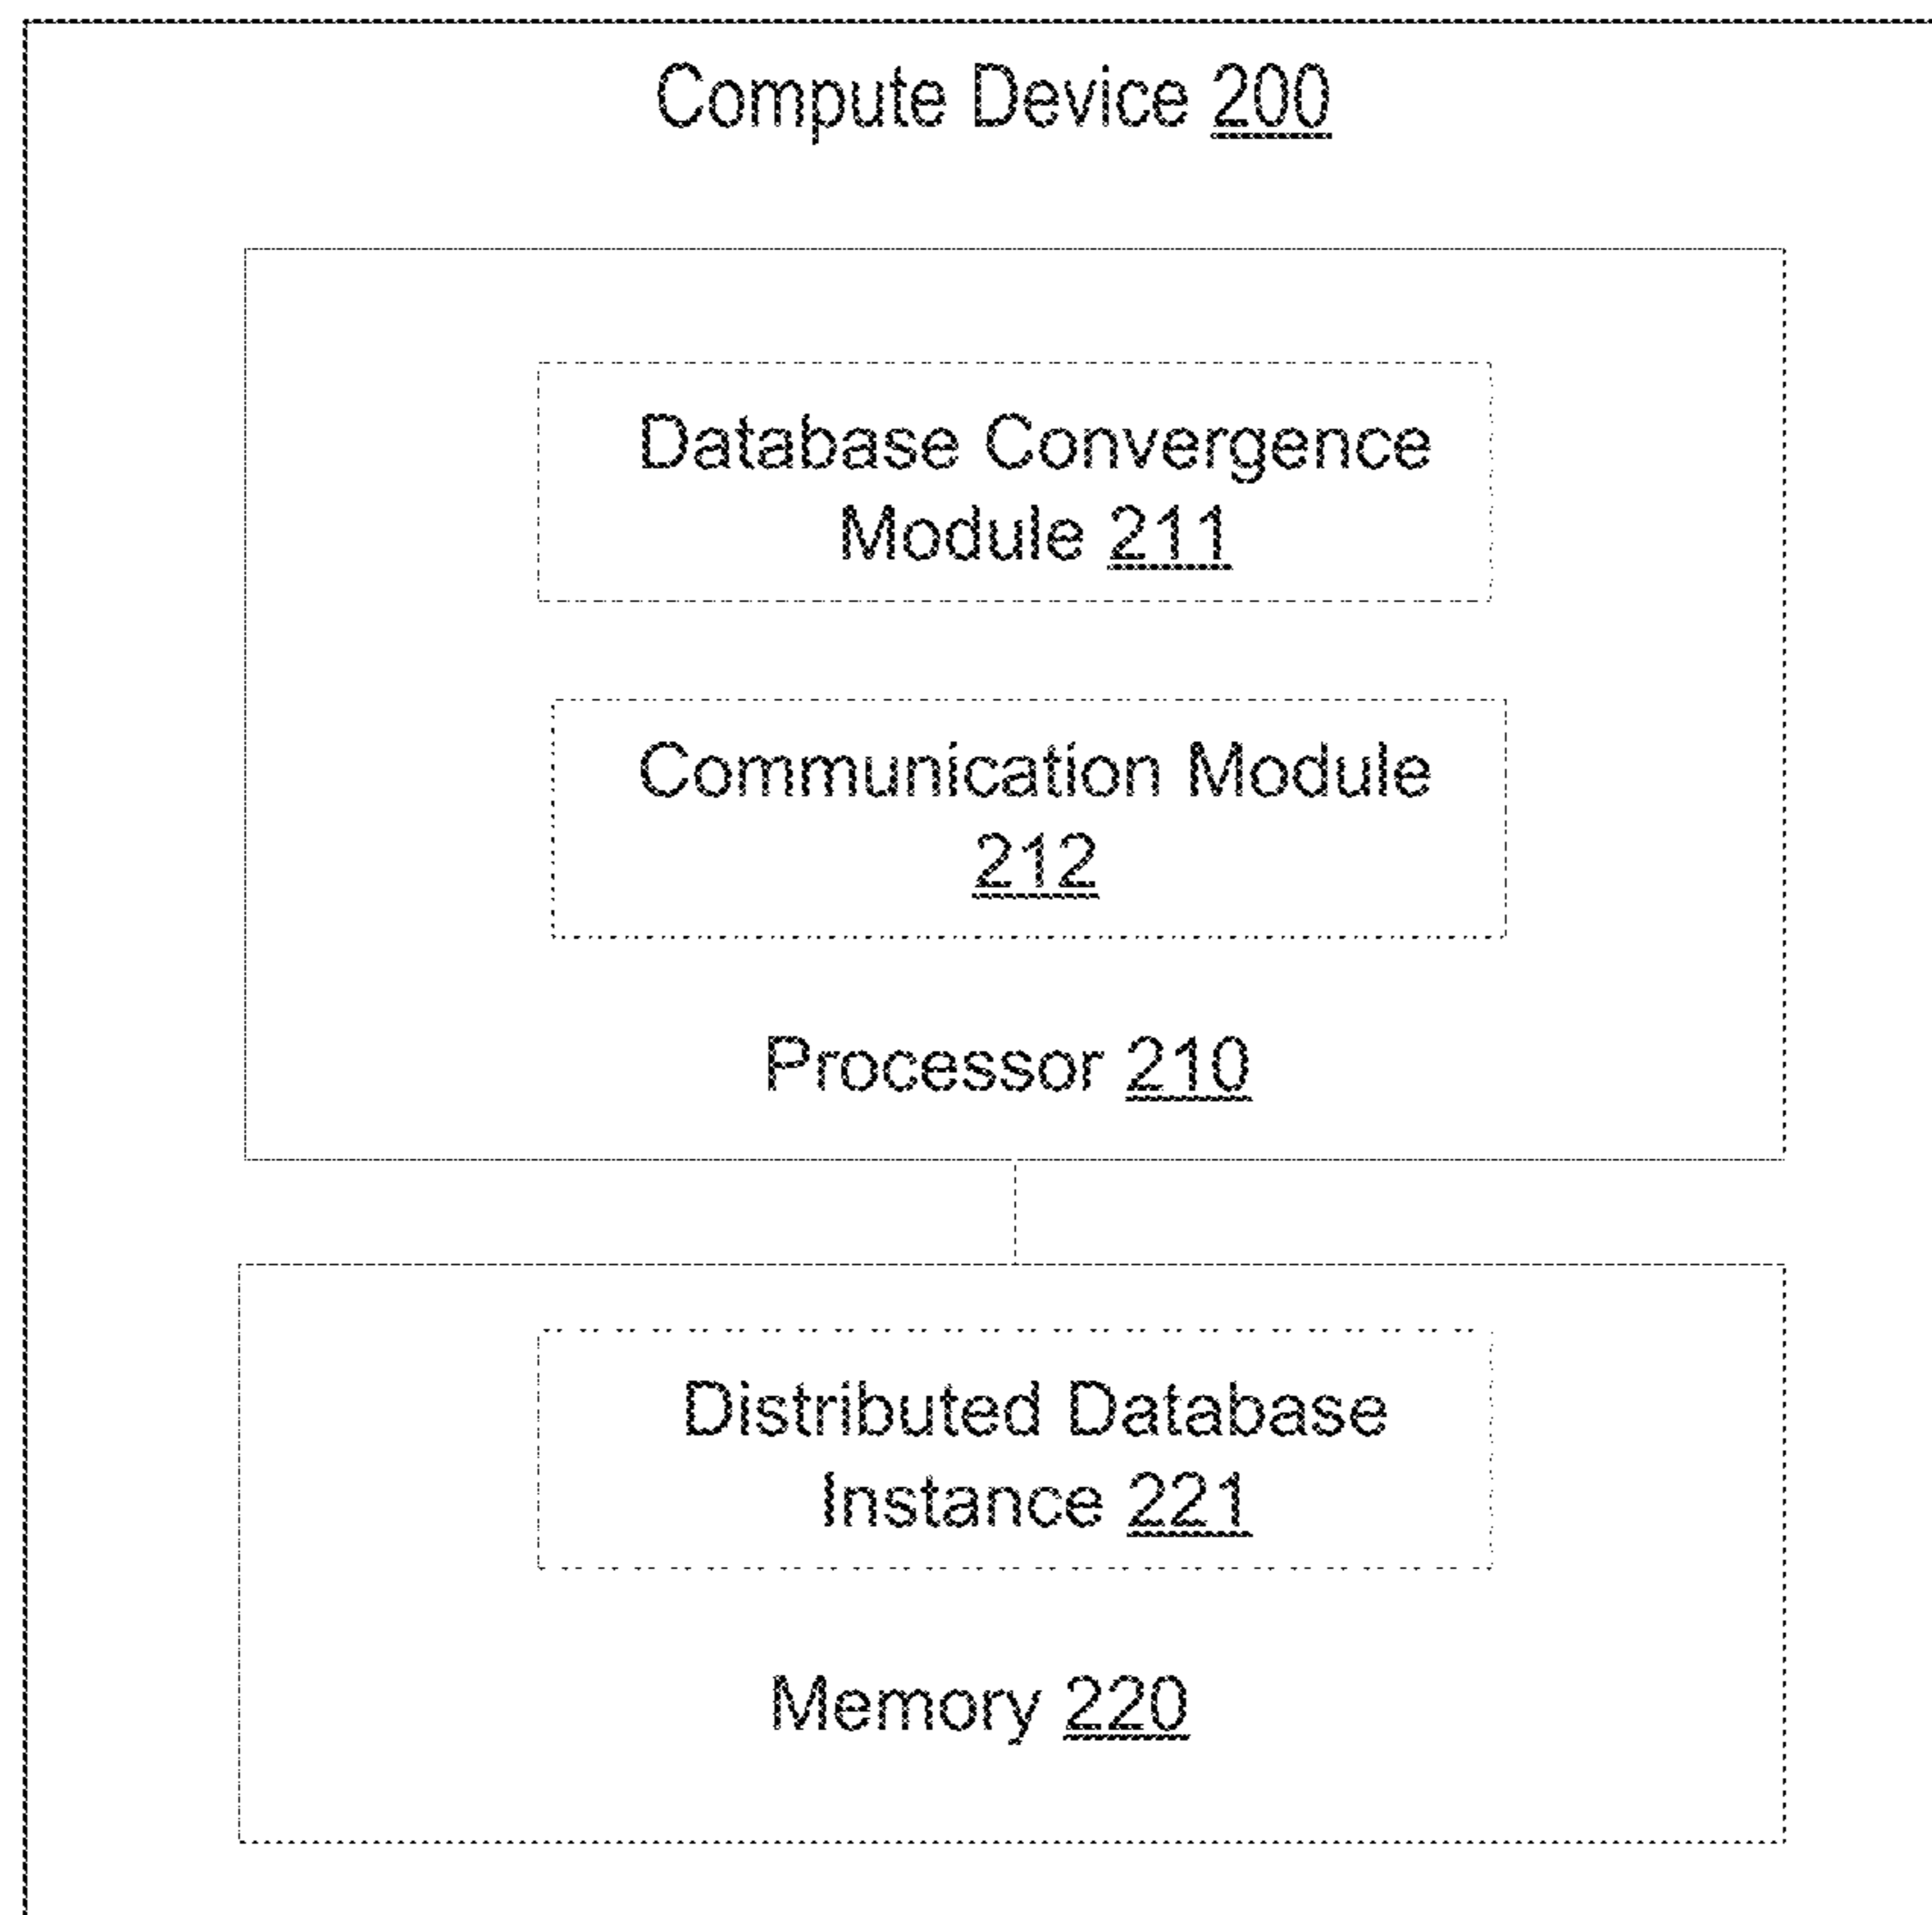 Compute Device 200
Database Convergence
Module 211
Communication Module
212
Processor 210
Distributed Database
Instance 221
Memory 220